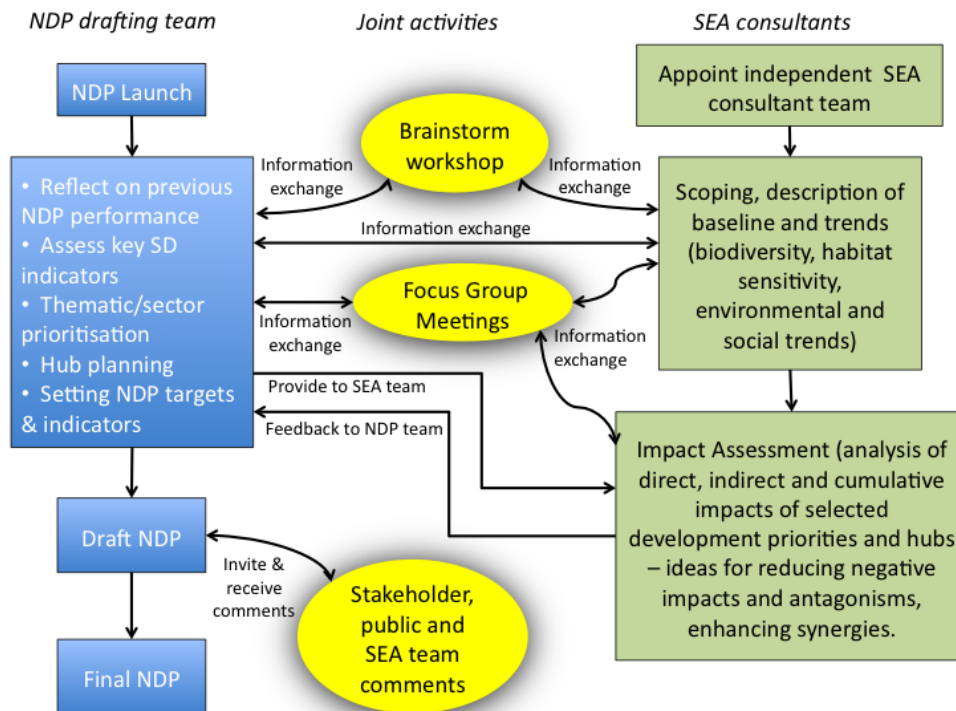 NDP drafting team
Joint activities
SEA consultants
NDP Launch
• Reflect on previous
NDP performance
• Assess key SD
indicators
• Thematic/sector
prioritisation
• Hub planning
• Setting NDP targets
& indicators
Draft NDP
Final NDP
Brainstorm
workshop
Information
exchange
Information
exchange
Information exchange
Focus Group
Meetings
Information
exchange
Information
exchange
Provide to SEA team
Feedback to NDP team
Invite &
receive
comments
Stakeholder,
public and
SEA team
comments
Appoint independent SEA
consultant team
Scoping, description of
baseline and trends
(biodiversity, habitat
sensitivity,
environmental and
social trends)
Impact Assessment (analysis of
direct, indirect and cumulative
impacts of selected
development priorities and hubs
– ideas for reducing negative
impacts and antagonisms,
enhancing synergies.